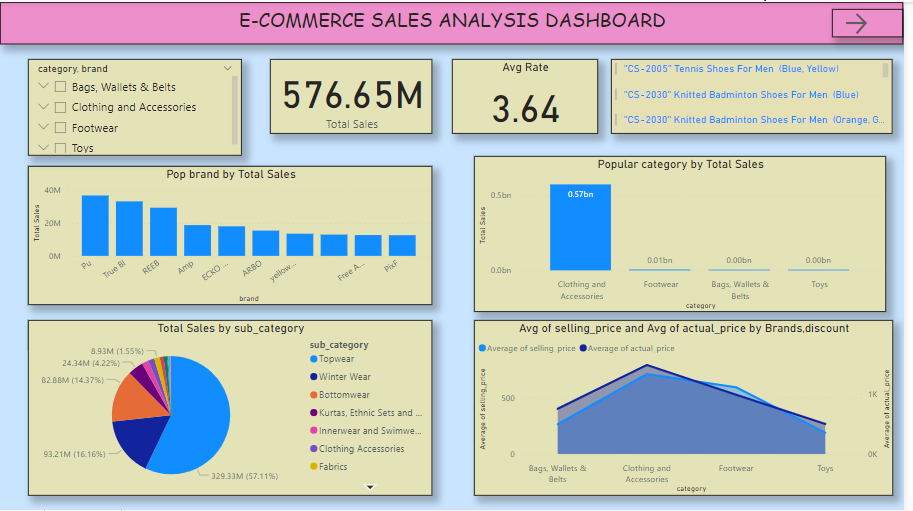 E-COMMERCE SALES ANALYSIS DASHBOARD
category, brand
Bags, Wallets & Belts
Clothing and Accessories
Footwear
Toys
576.65M
Total Sales
Avg Rate
3.64
"CS-2005" Tennis Shoes For Men (Blue, Yellow)
"CS-2030" Knitted Badminton Shoes For Men (Blue)
"CS-2030" Knitted Badminton Shoes For Men (Orange, G...
Pop brand by Total Sales
Total Sales
40M
20M
0M
Pu
True Bl
REEB
Amp
ECKO ...
ARBO
yellow...
Free A...
PixF
brand
Popular category by Total Sales
Total Sales
0.5bn
0.0bn
0.57bn
0.01bn
0.00bn
0.00bn
Clothing and
Accessories
Footwear
Bags, Wallets &
Belts
Toys
category
Total Sales by sub_category
8.93M (1.55%)
24.34M (4.22%)
82.88M (14.37%)
93.21M (16.16%)
329.33M (57.11%)
sub_category
Topwear
Winter Wear
Bottomwear
Kurtas, Ethnic Sets and ...
Innerwear and Swimwe...
Clothing Accessories
Fabrics
Avg of selling_price and Avg of actual_price by Brands,discount
Average of selling_price
Average of actual_price
Average of selling_price
500
0
1K
0K
Average of actual_price
Bags, Wallets &
Belts
Clothing and
Accessories
Footwear
Toys
category